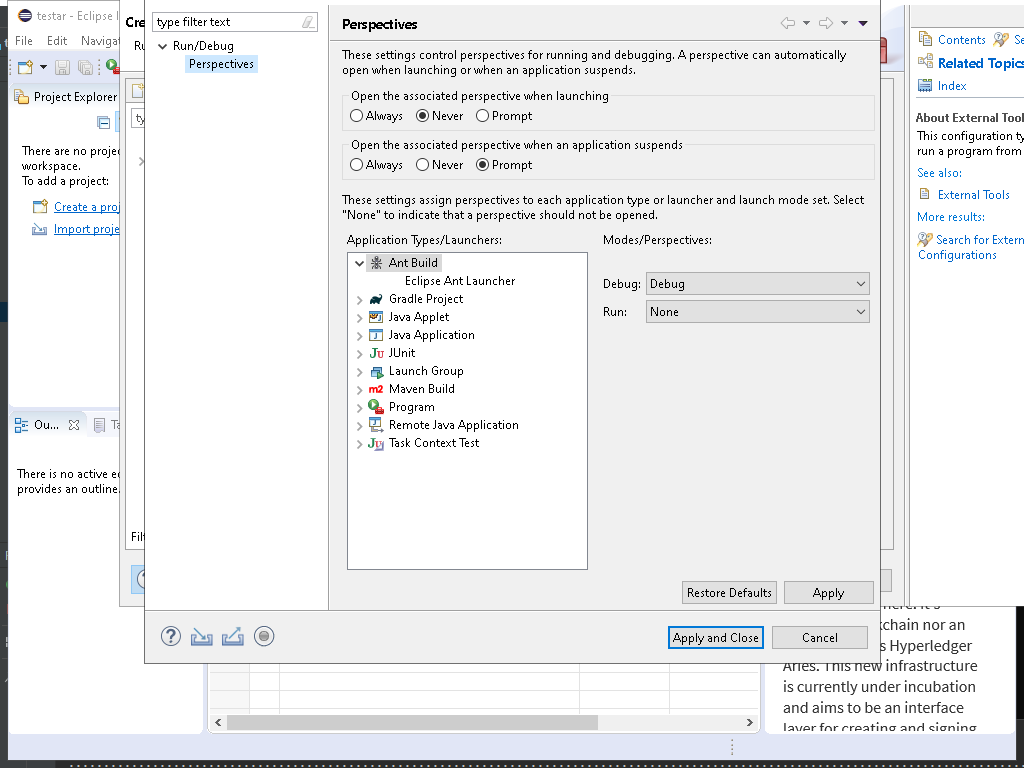 testar - Eclipse I
File Edit Navigat
Project Explorer
There are no proje
workspace.
To add a project:
Create a proj
Import proje
Ou...
Ta
There is no active ed
provides an outline.
Cre
Ru
ty
Filt
type filter text
Run/Debug
Perspectives
Perspectives
These settings control perspectives for running and debugging. A perspective can automatically
open when launching or when an application suspends.
Open the associated perspective when launching
Always Never Prompt
Open the associated perspective when an application suspends
Always Never Prompt
These settings assign perspectives to each application type or launcher and launch mode set. Select
"None" to indicate that a perspective should not be opened.
Application Types/Launchers:
Ant Build
Eclipse Ant Launcher
Gradle Project
Java Applet
Java Application
JUnit
Launch Group
m2 Maven Build
Program
Remote Java Application
Task Context Test
Modes/Perspectives:
Debug: Debug
Run: None
Restore Defaults Apply
Apply and Close Cancel
Contents Se
Related Topics
Index
About External Tool
This configuration ty
run a program from
See also:
External Tools
More results:
Search for Extern
Configurations
here. It's
kchain nor an
s Hyperledger
Aries. This new infrastructure
is currently under incubation
and aims to be an interface
layer for creating and signing